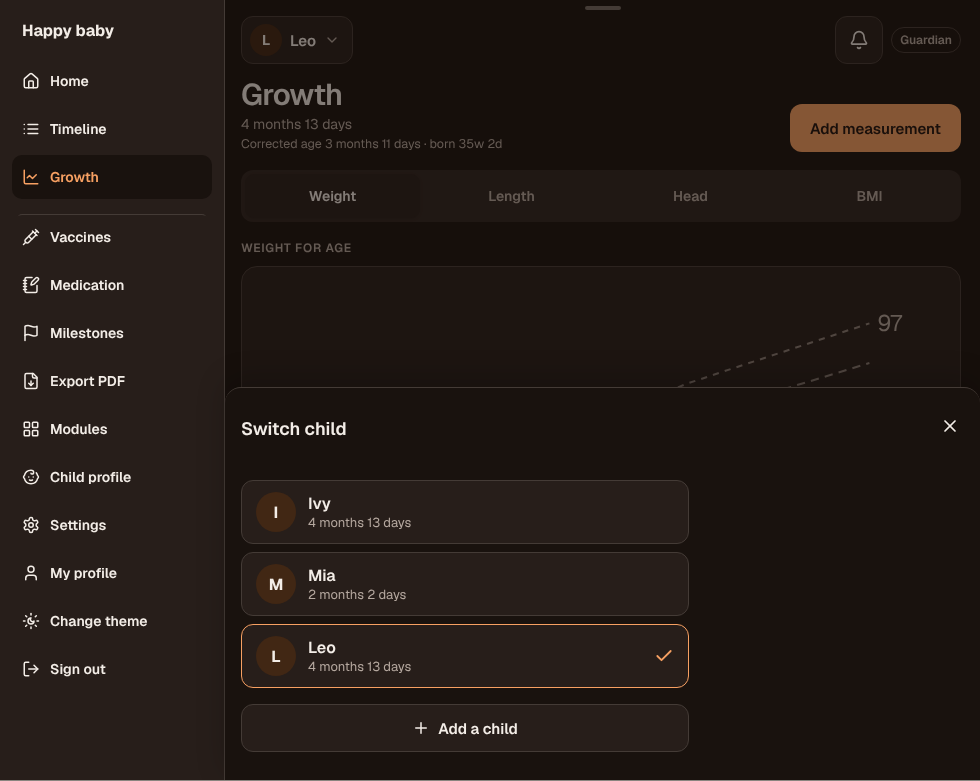 Happy baby
Home
Timeline
Growth
Vaccines
Medication
Milestones
Export PDF
Modules
Child profile
Settings
My profile
Change theme
Sign out
L Leo
Guardian
Growth
4 months 13 days
Corrected age 3 months 11 days · born 35w 2d
Add measurement
Weight Length Head BMI
WEIGHT FOR AGE
97
Switch child
I Ivy
4 months 13 days
M Mia
2 months 2 days
L Leo
4 months 13 days
Add a child